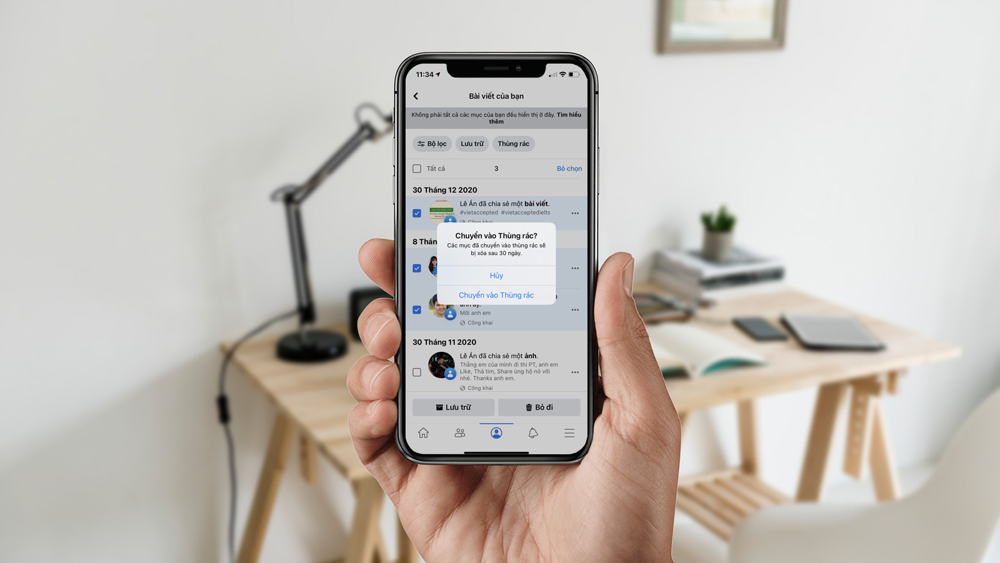 11:34
Bài viết của bạn
Không phải tất cả các mục của bạn đều hiển thị ở đây. Tìm hiểu
thêm
Bộ lọc
Lưu trữ
Thùng rác
Tất cả
3
Bỏ chọn
30 Tháng 12 2020
Lê Ân đã chia sẻ một bài viết.
#vietaccepted #vietacceptedielts
Công khai
8 Thán
Chuyển vào Thùng rác?
Các mục đã chuyển vào thùng rác sẽ
bị xóa sau 30 ngày.
Hủy
Chuyển vào Thùng rác
anh ấy.
Mời anh em
Công khai
30 Tháng 11 2020
Lê Ân đã chia sẻ một ảnh.
Thằng em của mình đi thi PT, anh em
Like, Thả tim, Share ủng hộ nó với
nhé. Thanks anh em.
Công khai
Lưu trữ
Bỏ đi